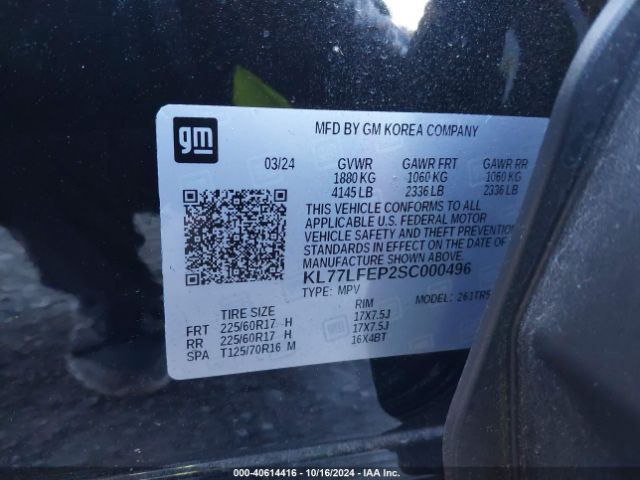 gm
MFD BY GM KOREA COMPANY
03/24 GVWR GAWR FRT GAWR RR
1880 KG 1060 KG 1060 KG
4145 LB 2336 LB 2336 LB
THIS VEHICLE CONFORMS TO ALL
APPLICABLE U.S. FEDERAL MOTOR
VEHICLE SAFETY AND THEFT PREVENTION
STANDARDS IN EFFECT ON THE DATE OF
KL77LFEP2SC000496
TYPE: MPV MODEL: 261TR5
TIRE SIZE RIM
FRT 225/60R17 H 17X7.5J
RR 225/60R17 H 17X7.5J
SPA T125/70R16 M 16X4BT
000-40614416 - 10/16/2024 - IAA Inc.